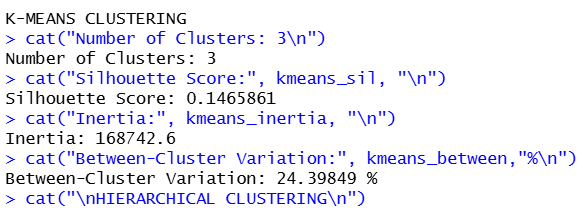 K-MEANS CLUSTERING
> cat("Number of Clusters: 3\n")
Number of Clusters: 3
> cat("Silhouette Score:", kmeans_sil, "\n")
Silhouette Score: 0.1465861
> cat("Inertia:", kmeans_inertia, "\n")
Inertia: 168742.6
> cat("Between-Cluster Variation:", kmeans_between,"%\n")
Between-Cluster Variation: 24.39849 %
> cat("\nHIERARCHICAL CLUSTERING\n")